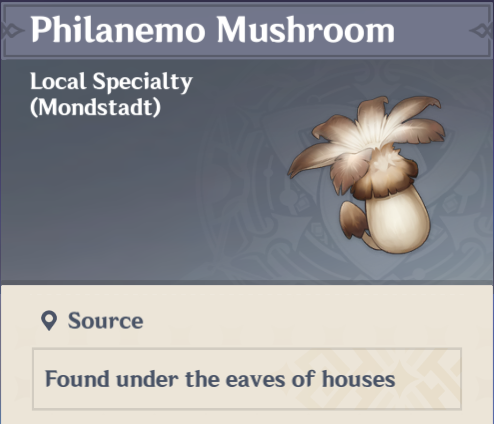 Philanemo Mushroom
Local Specialty
(Mondstadt)
Source
Found under the eaves of houses